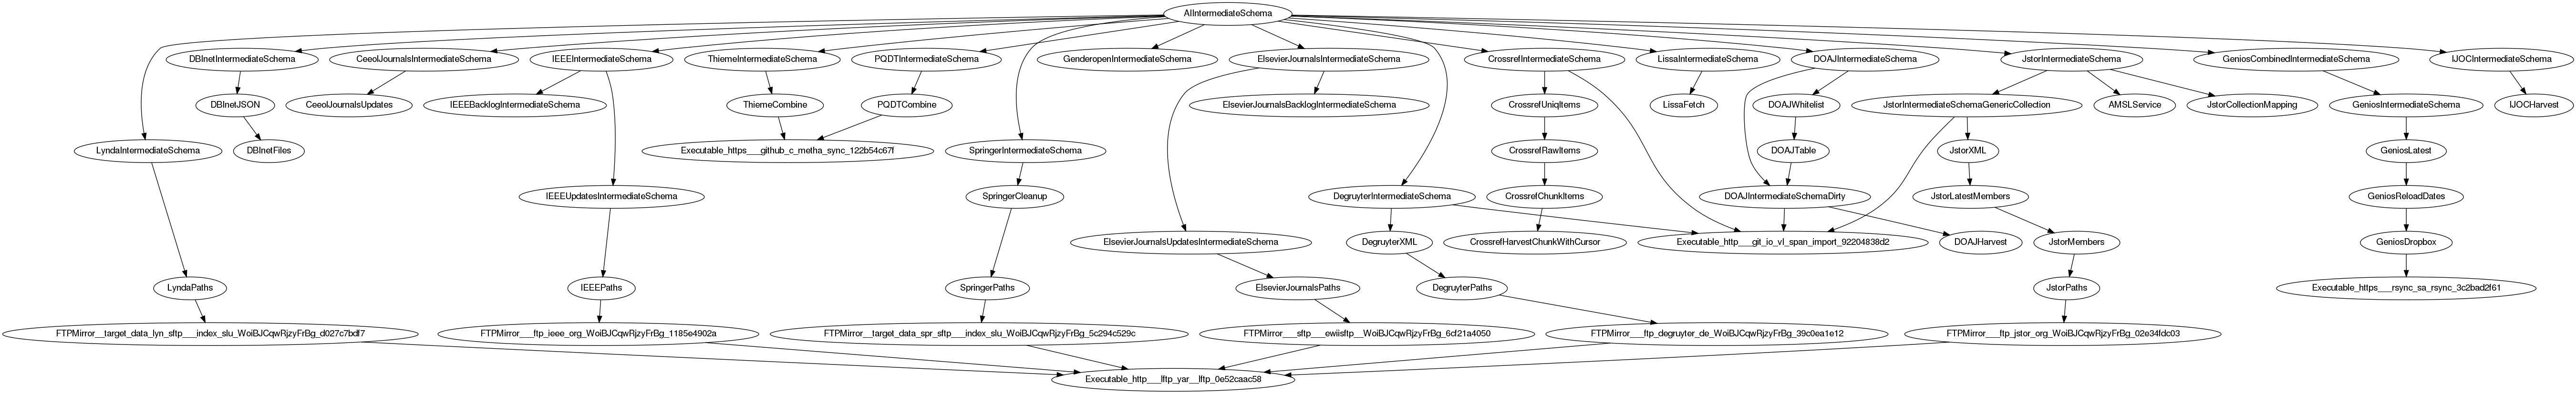 AIIntermediateSchema
DBInetIntermediateSchema
CeeolJournalsIntermediateSchema
IEEEIntermediateSchema
ThiemeIntermediateSchema
PQDTIntermediateSchema
GenderopenIntermediateSchema
ElsevierJournalsIntermediateSchema
CrossrefIntermediateSchema
LissaIntermediateSchema
DOAJIntermediateSchema
JstorIntermediateSchema
GeniosCombinedIntermediateSchema
IJOCIntermediateSchema
DBInetJSON
CeeolJournalsUpdates
IEEEBacklogIntermediateSchema
ThiemeCombine
PQDTCombine
ElsevierJournalsBacklogIntermediateSchema
CrossrefUniqItems
LissaFetch
DOAJWhitelist
JstorIntermediateSchemaGenericCollection
AMSLService
JstorCollectionMapping
GeniosIntermediateSchema
IJOCHarvest
LyndaIntermediateSchema
DBInetFiles
Executable_https___github_c_metha_sync_122b54c67f
SpringerIntermediateSchema
CrossrefRawItems
DOAJTable
JstorXML
GeniosLatest
IEEEUpdatesIntermediateSchema
SpringerCleanup
DegruyterIntermediateSchema
CrossrefChunkItems
DOAJIntermediateSchemaDirty
JstorLatestMembers
GeniosReloadDates
ElsevierJournalsUpdatesIntermediateSchema
DegruyterXML
CrossrefHarvestChunkWithCursor
Executable_http___git_io_vl_span_import_92204838d2
DOAJHarvest
JstorMembers
GeniosDropbox
LyndaPaths
IEEEPaths
SpringerPaths
ElsevierJournalsPaths
DegruyterPaths
JstorPaths
Executable_https___rsync_sa_rsync_3c2bad2f61
FTPMirror__target_data_lyn_sftp___index_slu_WoiBJCqwRjzyFrBg_d027c7bdf7
FTPMirror___ftp_ieee_org_WoiBJCqwRjzyFrBg_1185e4902a
FTPMirror__target_data_spr_sftp___index_slu_WoiBJCqwRjzyFrBg_5c294c529c
FTPMirror___sftp___ewiisftp__WoiBJCqwRjzyFrBg_6cf21a4050
FTPMirror___ftp_degruyter_de_WoiBJCqwRjzyFrBg_39c0ea1e12
FTPMirror___ftp_jstor_org_WoiBJCqwRjzyFrBg_02e34fdc03
Executable_http___lftp_yar__lftp_0e52caac58